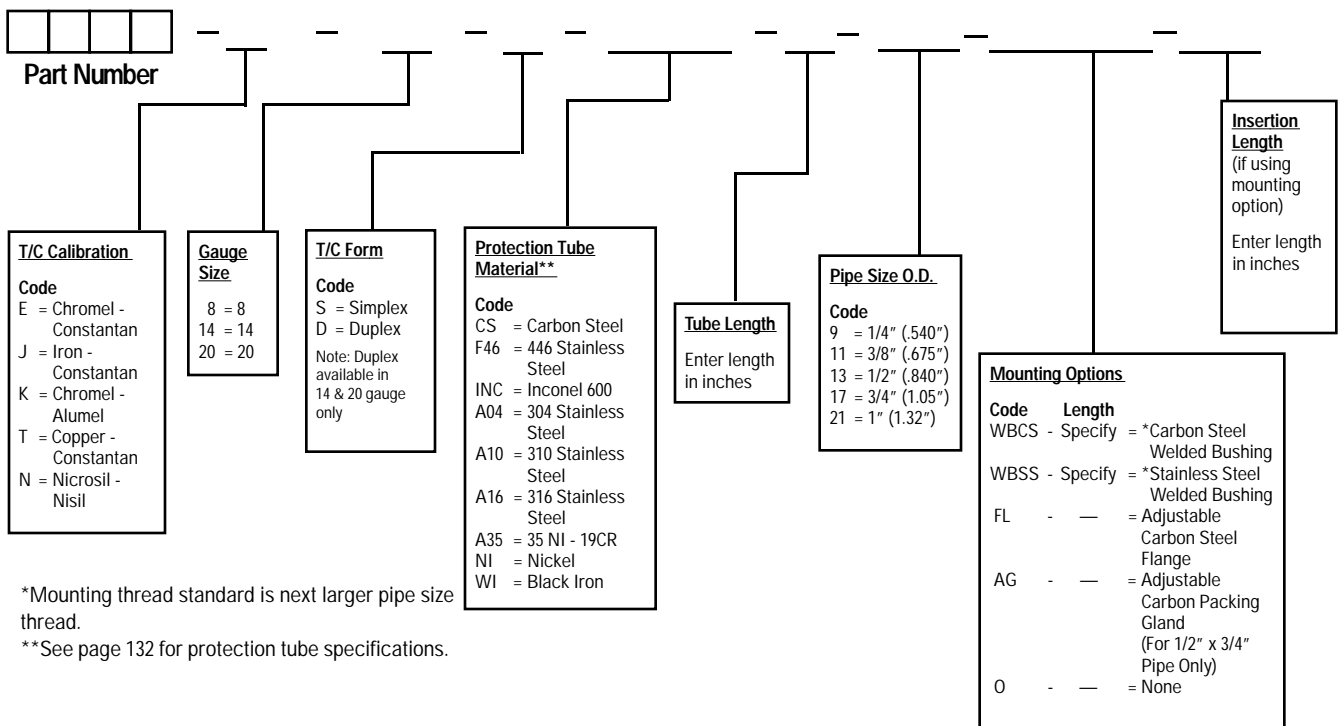 Part Number
T/C Calibration
Code
E = Chromel -
Constantan
J = Iron -
Constantan
K = Chromel -
Alumel
T = Copper -
Constantan
N = Nicrosil -
Nisil
Gauge
Size
8 = 8
14 = 14
20 = 20
T/C Form
Code
S = Simplex
D = Duplex
Note: Duplex
available in
14 & 20 gauge
only
Protection Tube
Material**
Code
CS = Carbon Steel
F46 = 446 Stainless
Steel
INC = Inconel 600
A04 = 304 Stainless
Steel
A10 = 310 Stainless
Steel
A16 = 316 Stainless
Steel
A35 = 35 NI - 19CR
NI = Nickel
WI = Black Iron
Tube Length
Enter length
in inches
Pipe Size O.D.
Code
9 = 1/4" (.540")
11 = 3/8" (.675")
13 = 1/2" (.840")
17 = 3/4" (1.05")
21 = 1" (1.32")
Mounting Options
Code Length
WBCS - Specify = *Carbon Steel
Welded Bushing
WBSS - Specify = *Stainless Steel
Welded Bushing
FL - — = Adjustable
Carbon Steel
Flange
AG - — = Adjustable
Carbon Packing
Gland
(For 1/2" x 3/4"
Pipe Only)
O - — = None
Insertion
Length
(if using
mounting
option)
Enter length
in inches
*Mounting thread standard is next larger pipe size
thread.
**See page 132 for protection tube specifications.